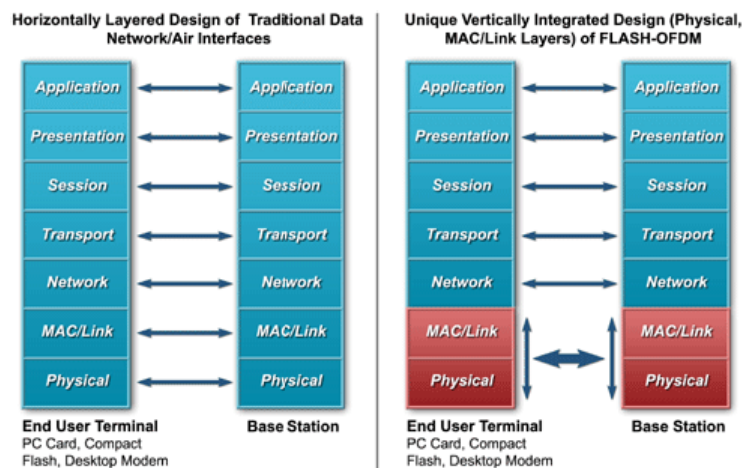 Horizontally Layered Design of Traditional Data
Network/Air Interfaces
Application
Application
Presentation
Presentation
Session
Session
Transport
Transport
Network
Network
MAC/Link
MAC/Link
Physical
Physical
End User Terminal
PC Card, Compact
Flash, Desktop Modem
Base Station
Unique Vertically Integrated Design (Physical,
MAC/Link Layers) of FLASH-OFDM
Application
Application
Presentation
Presentation
Session
Session
Transport
Transport
Network
Network
MAC/Link
MAC/Link
Physical
Physical
End User Terminal
PC Card, Compact
Flash, Desktop Modem
Base Station